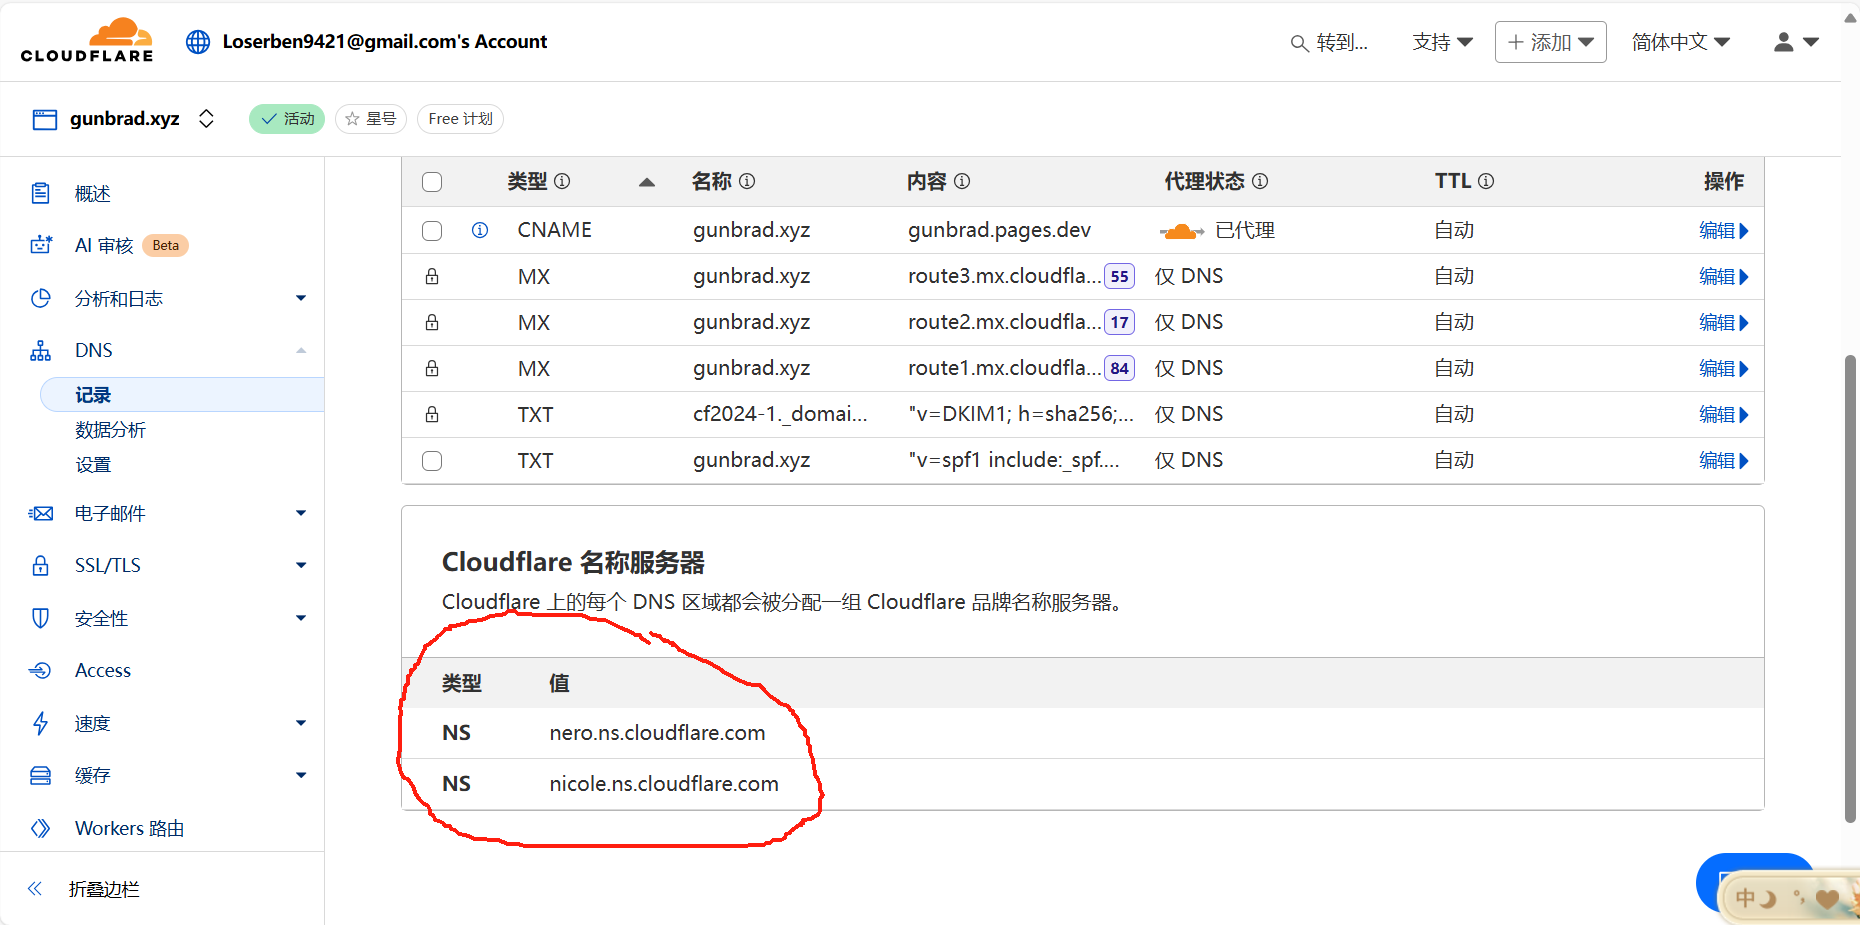 CLOUDFLARE
Loserben9421@gmail.com's Account
转到...
支持
添加
简体中文
gunbrad.xyz
活动
星号
Free 计划
概述
AI 审核 Beta
分析和日志
DNS
记录
数据分析
设置
电子邮件
SSL/TLS
安全性
Access
速度
缓存
Workers 路由
折叠边栏
类型 名称 内容 代理状态 TTL 操作
CNAME gunbrad.xyz gunbrad.pages.dev 已代理 自动 编辑
MX gunbrad.xyz route3.mx.cloudfla... 55 仅 DNS 自动 编辑
MX gunbrad.xyz route2.mx.cloudfla... 17 仅 DNS 自动 编辑
MX gunbrad.xyz route1.mx.cloudfla... 84 仅 DNS 自动 编辑
TXT cf2024-1._domai... "v=DKIM1; h=sha256;... 仅 DNS 自动 编辑
TXT gunbrad.xyz "v=spf1 include:_spf.... 仅 DNS 自动 编辑
Cloudflare 名称服务器
Cloudflare 上的每个 DNS 区域都会被分配一组 Cloudflare 品牌名称服务器。
类型 值
NS nero.ns.cloudflare.com
NS nicole.ns.cloudflare.com
中